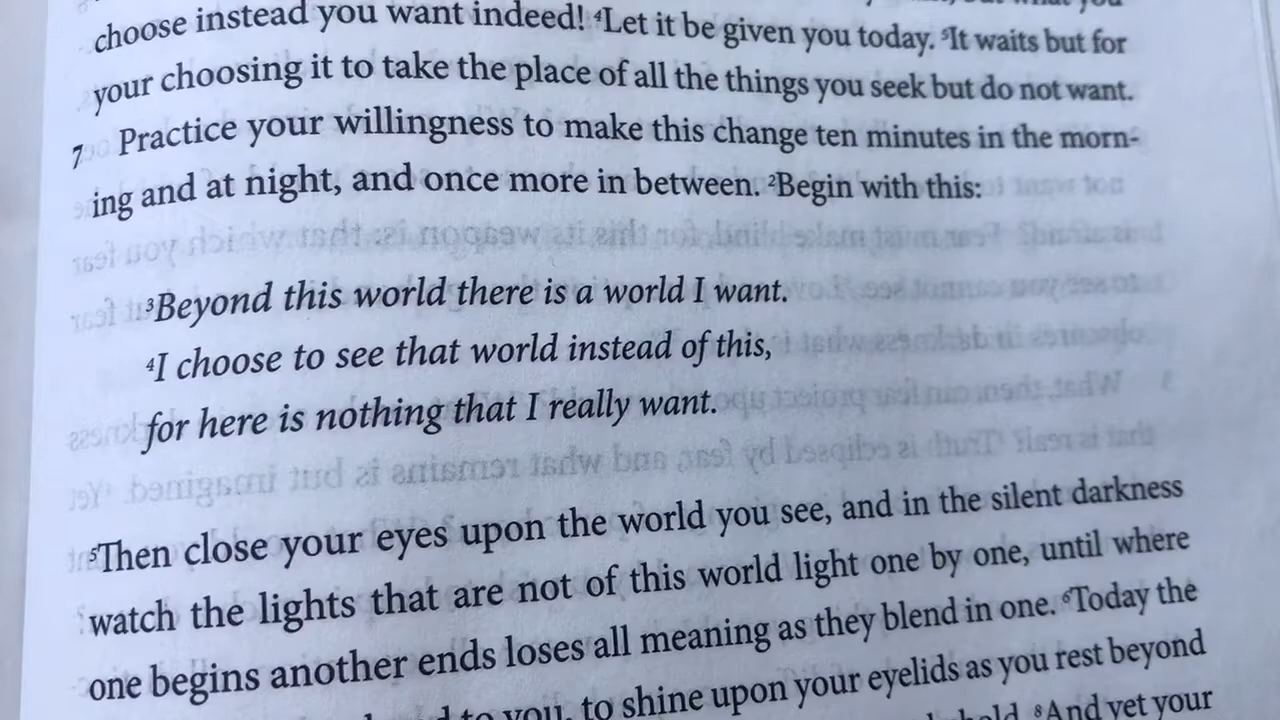 choose instead you want indeed! ⁴Let it be given you today. ⁵It waits but for
your choosing it to take the place of all the things you seek but do not want.
7 Practice your willingness to make this change ten minutes in the morn-
ing and at night, and once more in between. ²Begin with this:
³Beyond this world there is a world I want.
⁴I choose to see that world instead of this,
for here is nothing that I really want.
⁵Then close your eyes upon the world you see, and in the silent darkness
watch the lights that are not of this world light one by one, until where
one begins another ends loses all meaning as they blend in one. ⁶Today the
to you, to shine upon your eyelids as you rest beyond
⁸And yet your